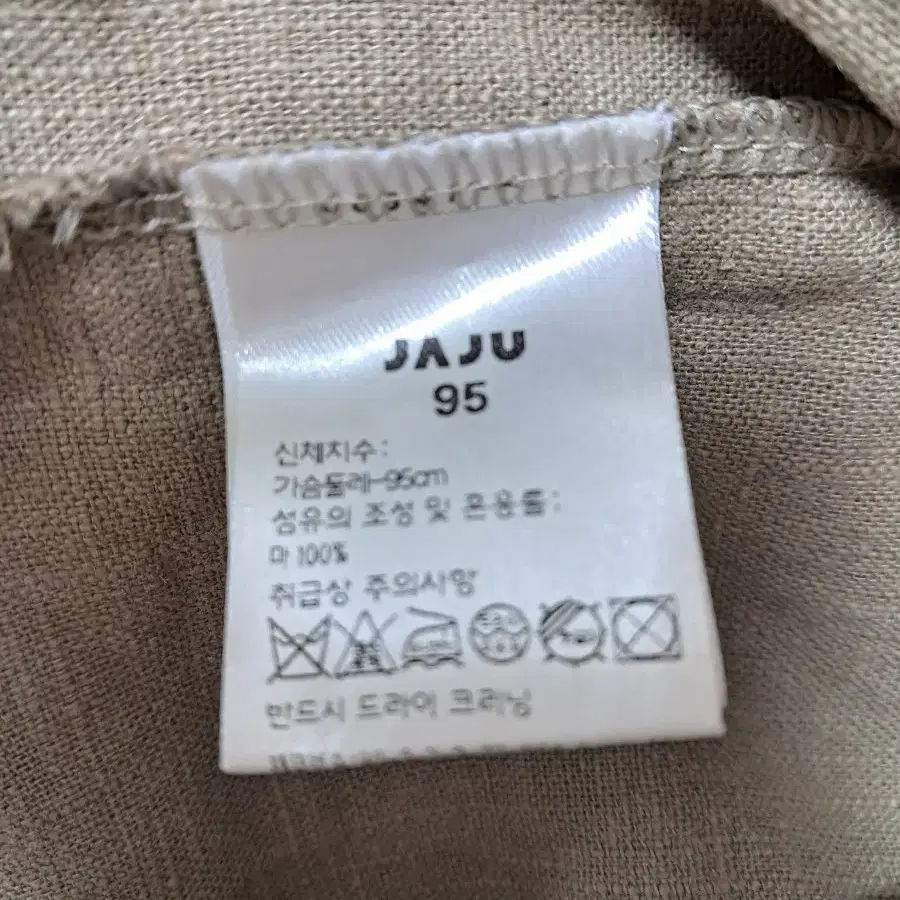 JAJU
95
신체치수:
가슴둘레-95cm
섬유의 조성 및 혼용률:
마 100%
취급상 주의사항
반드시 드라이 크리닝